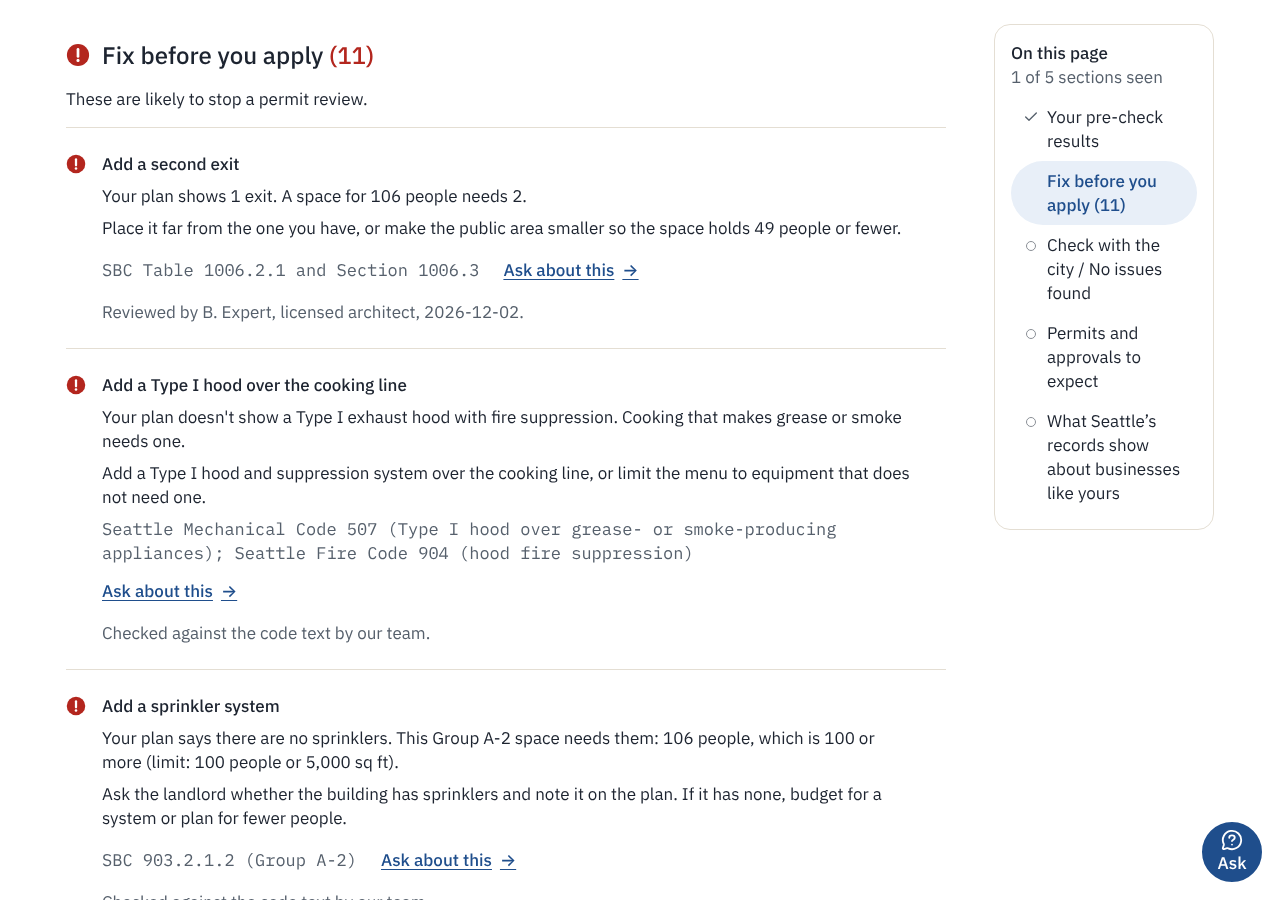 Fix before you apply (11)
These are likely to stop a permit review.
Add a second exit
Your plan shows 1 exit. A space for 106 people needs 2.
Place it far from the one you have, or make the public area smaller so the space holds 49 people or fewer.
SBC Table 1006.2.1 and Section 1006.3 Ask about this →
Reviewed by B. Expert, licensed architect, 2026-12-02.
Add a Type I hood over the cooking line
Your plan doesn't show a Type I exhaust hood with fire suppression. Cooking that makes grease or smoke
needs one.
Add a Type I hood and suppression system over the cooking line, or limit the menu to equipment that does
not need one.
Seattle Mechanical Code 507 (Type I hood over grease- or smoke-producing
appliances); Seattle Fire Code 904 (hood fire suppression)
Ask about this →
Checked against the code text by our team.
Add a sprinkler system
Your plan says there are no sprinklers. This Group A-2 space needs them: 106 people, which is 100 or
more (limit: 100 people or 5,000 sq ft).
Ask the landlord whether the building has sprinklers and note it on the plan. If it has none, budget for a
system or plan for fewer people.
SBC 903.2.1.2 (Group A-2) Ask about this →
Checked against the code text by our team.
On this page
1 of 5 sections seen
Your pre-check
results
Fix before you
apply (11)
Check with the
city / No issues
found
Permits and
approvals to
expect
What Seattle’s
records show
about businesses
like yours
Ask